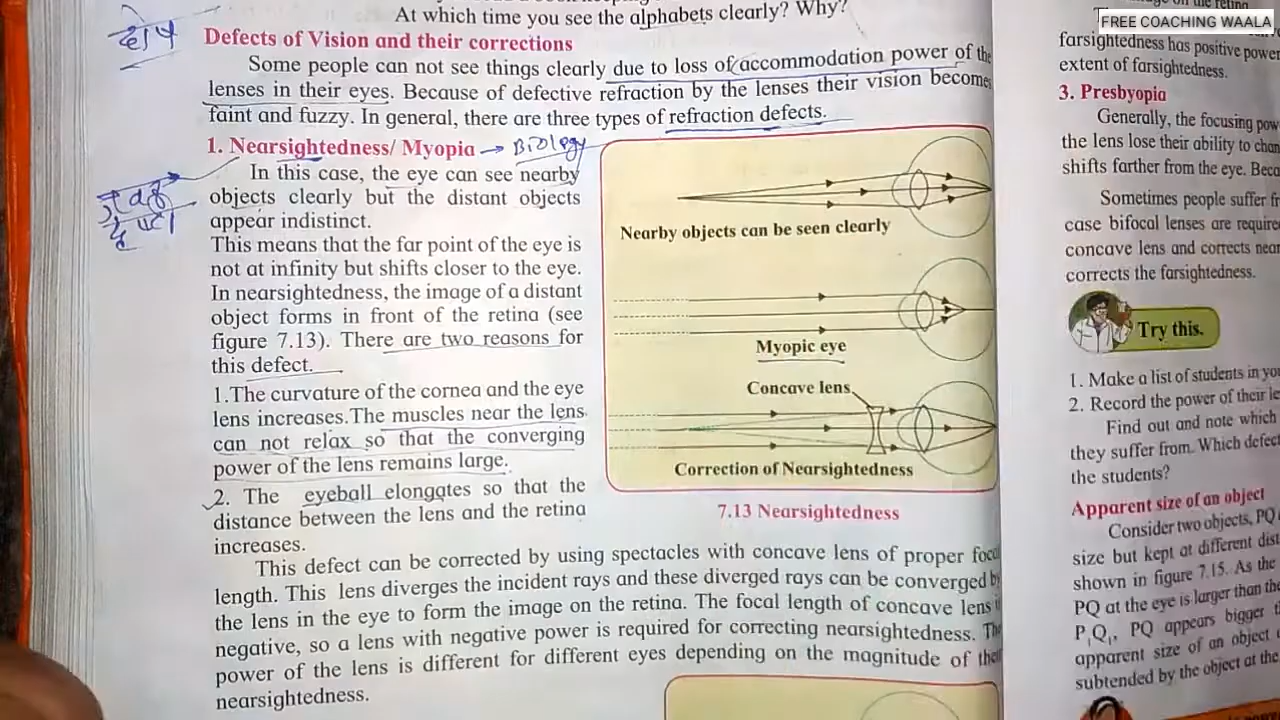 At which time you see the alphabets clearly? Why?
दोष
Defects of Vision and their corrections
Some people can not see things clearly due to loss of accommodation power of the
lenses in their eyes. Because of defective refraction by the lenses their vision becomes
faint and fuzzy. In general, there are three types of refraction defects.
1. Nearsightedness/ Myopia → Biology
In this case, the eye can see nearby
objects clearly but the distant objects
appear indistinct.
This means that the far point of the eye is
not at infinity but shifts closer to the eye.
In nearsightedness, the image of a distant
object forms in front of the retina (see
figure 7.13). There are two reasons for
this defect.
1.The curvature of the cornea and the eye
lens increases.The muscles near the lens
can not relax so that the converging
power of the lens remains large.
2. The eyeball elongates so that the
distance between the lens and the retina
increases.
Nearby objects can be seen clearly
Myopic eye
Concave lens
Correction of Nearsightedness
7.13 Nearsightedness
This defect can be corrected by using spectacles with concave lens of proper
length. This lens diverges the incident rays and these diverged rays can be converged
the lens in the eye to form the image on the retina. The focal length of concave lens
negative, so a lens with negative power is required for correcting nearsightedness.
power of the lens is different for different eyes depending on the magnitude of
nearsightedness.
FREE COACHING WAALA
farsightedness has positive power
extent of farsightedness.
3. Presbyopia
Generally, the focusing
the lens lose their ability to
shifts farther from the eye.
Sometimes people suffer
case bifocal lenses are
concave lens and corrects
corrects the farsightedness.
Try this.
1. Make a list of students in
2. Record the power of their
Find out and note which
they suffer from. Which
the students?
Apparent size of an object
Consider two objects, PQ
size but kept at different
shown in figure 7.15. As the
PQ at the eye is larger than
P₁Q₁, PQ appears bigger
apparent size of an object
subtended by the object at the